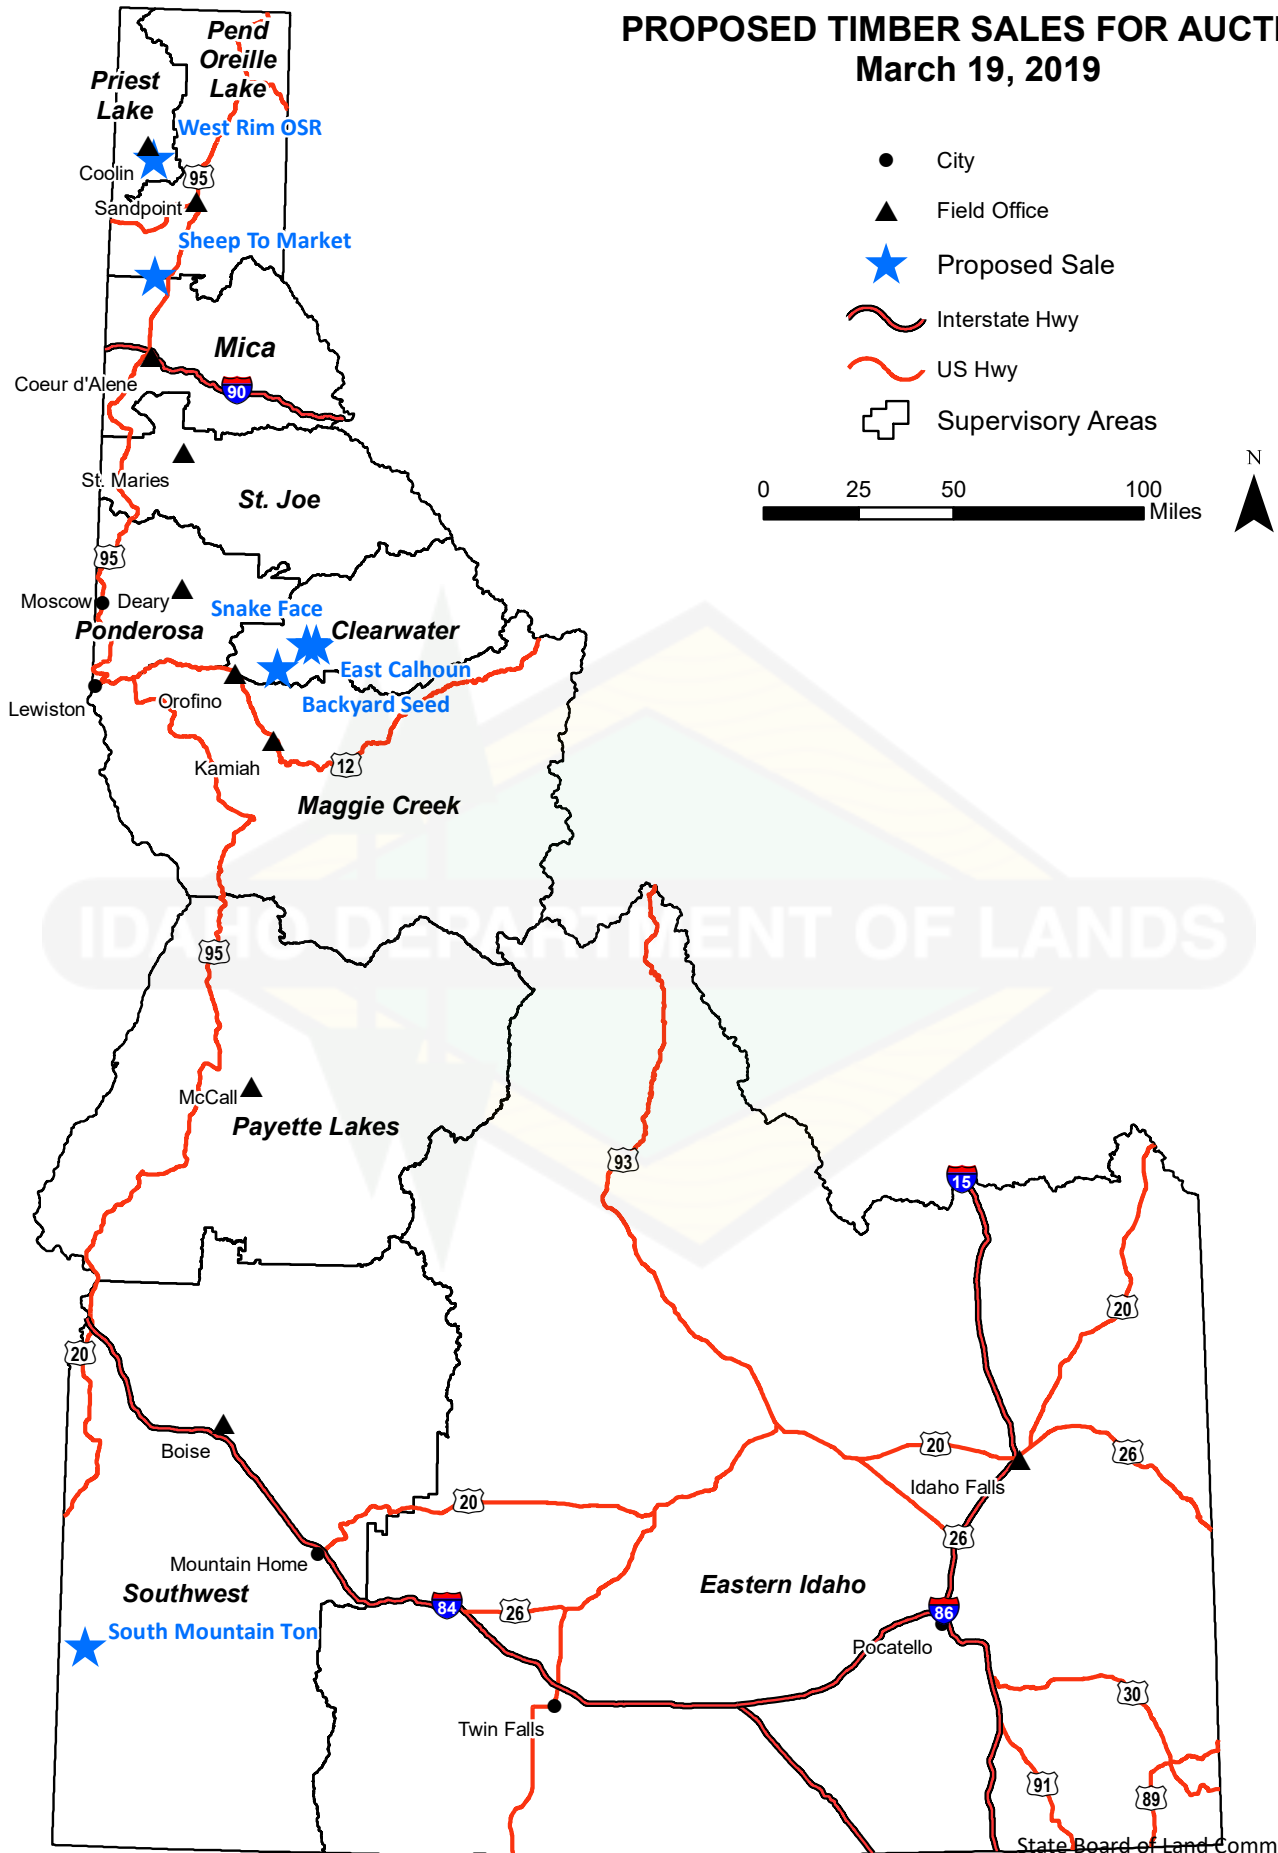 PROPOSED TIMBER SALES FOR AUCTI
March 19, 2019
City
Field Office
Proposed Sale
Interstate Hwy
US Hwy
Supervisory Areas
0 25 50 100
Miles
N
Pend
Oreille
Lake
Priest
Lake
West Rim OSR
Coolin
95
Sandpoint
Sheep To Market
Mica
Coeur d'Alene
90
St. Maries
St. Joe
95
Moscow
Deary
Snake Face
Ponderosa
Clearwater
East Calhoun
Orofino
Backyard Seed
Lewiston
Kamiah
12
Maggie Creek
IDAHO DEPARTMENT OF LANDS
95
McCall
Payette Lakes
93
15
20
20
Boise
20
26
Idaho Falls
20
26
Mountain Home
Southwest
Eastern Idaho
84
26
86
South Mountain Ton
Pocatello
30
Twin Falls
91
89
State Board of Land Comm